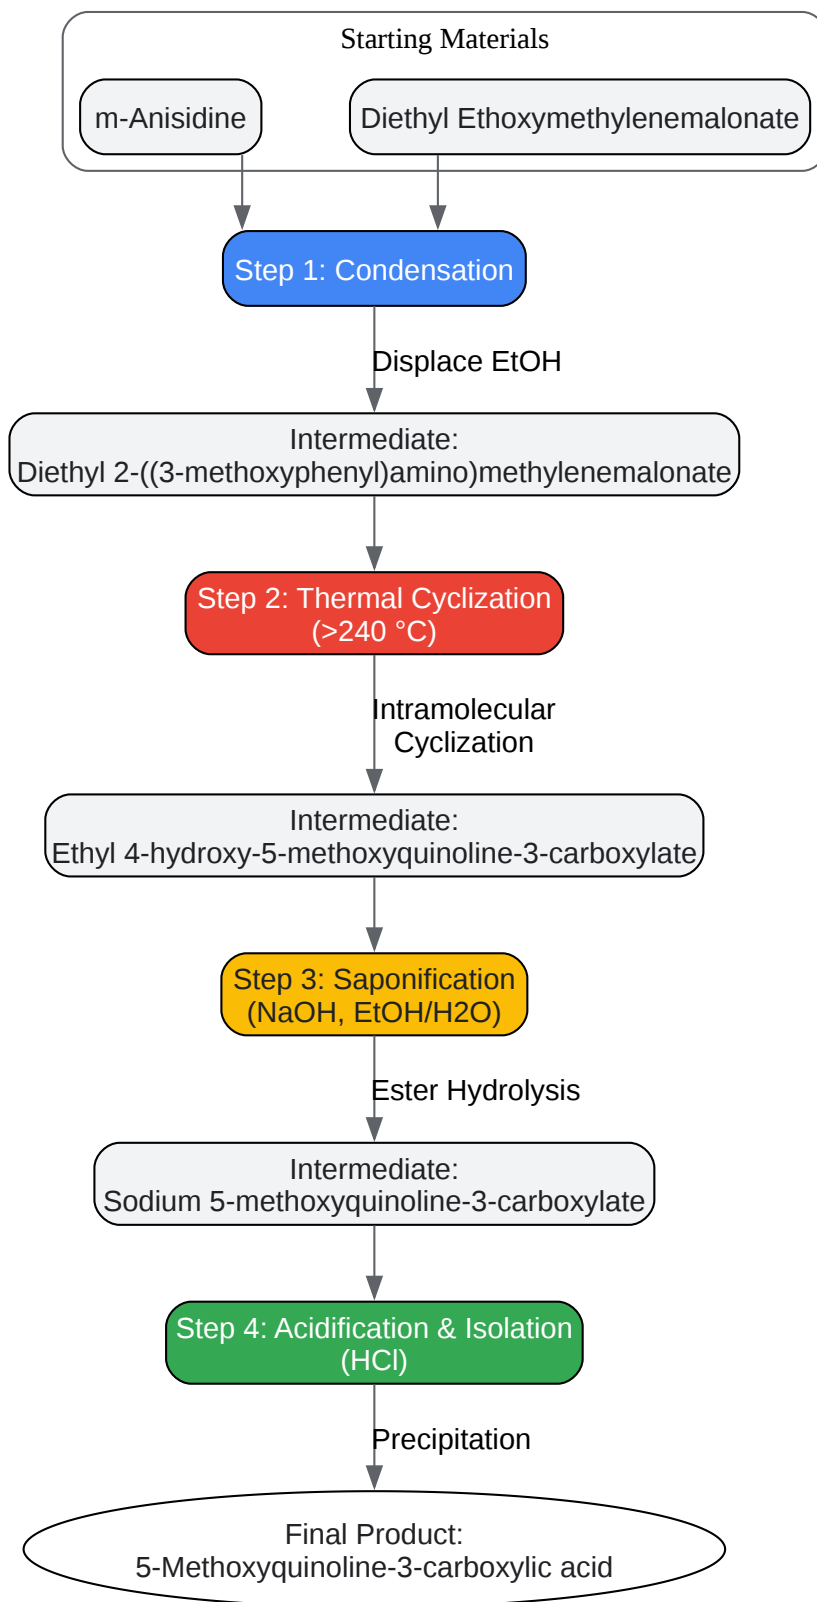 Starting Materials
m-Anisidine
Diethyl Ethoxymethylenemalonate
Step 1: Condensation
Displace EtOH
Intermediate:
Diethyl 2-((3-methoxyphenyl)amino)methylenemalonate
Step 2: Thermal Cyclization
(>240 °C)
Intramolecular
Cyclization
Intermediate:
Ethyl 4-hydroxy-5-methoxyquinoline-3-carboxylate
Step 3: Saponification
(NaOH, EtOH/H2O)
Ester Hydrolysis
Intermediate:
Sodium 5-methoxyquinoline-3-carboxylate
Step 4: Acidification & Isolation
(HCl)
Precipitation
Final Product:
5-Methoxyquinoline-3-carboxylic acid